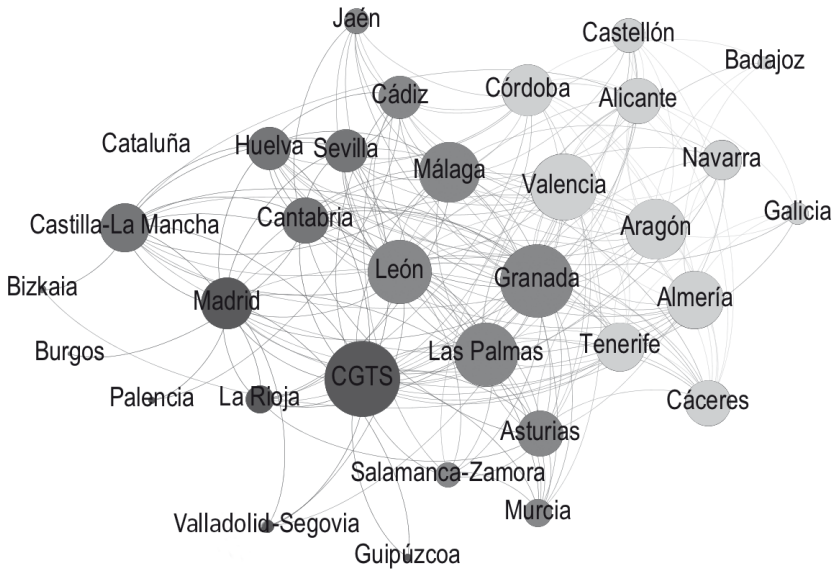 Jaén
Castellón
Badajoz
Cádiz
Córdoba
Alicante
Cataluña
Huelva
Sevilla
Málaga
Navarra
Valencia
Castilla-La Mancha
Cantabria
Aragón
Galicia
León
Granada
Bizkaia
Madrid
Almería
Burgos
Las Palmas
Tenerife
CGTS
Palencia
La Rioja
Cáceres
Asturias
Salamanca-Zamora
Murcia
Valladolid-Segovia
Guipúzcoa